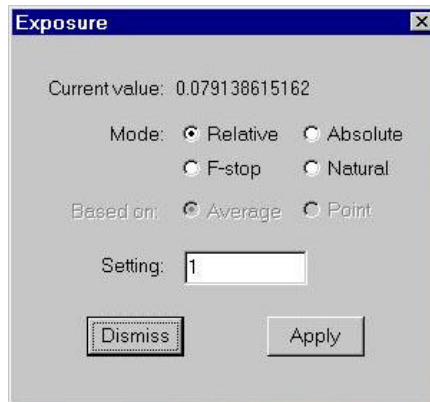 Exposure
Current value: 0.079138615162
Mode: Relative Absolute
F-stop Natural
Based on: Average Point
Setting: 1
Dismiss Apply